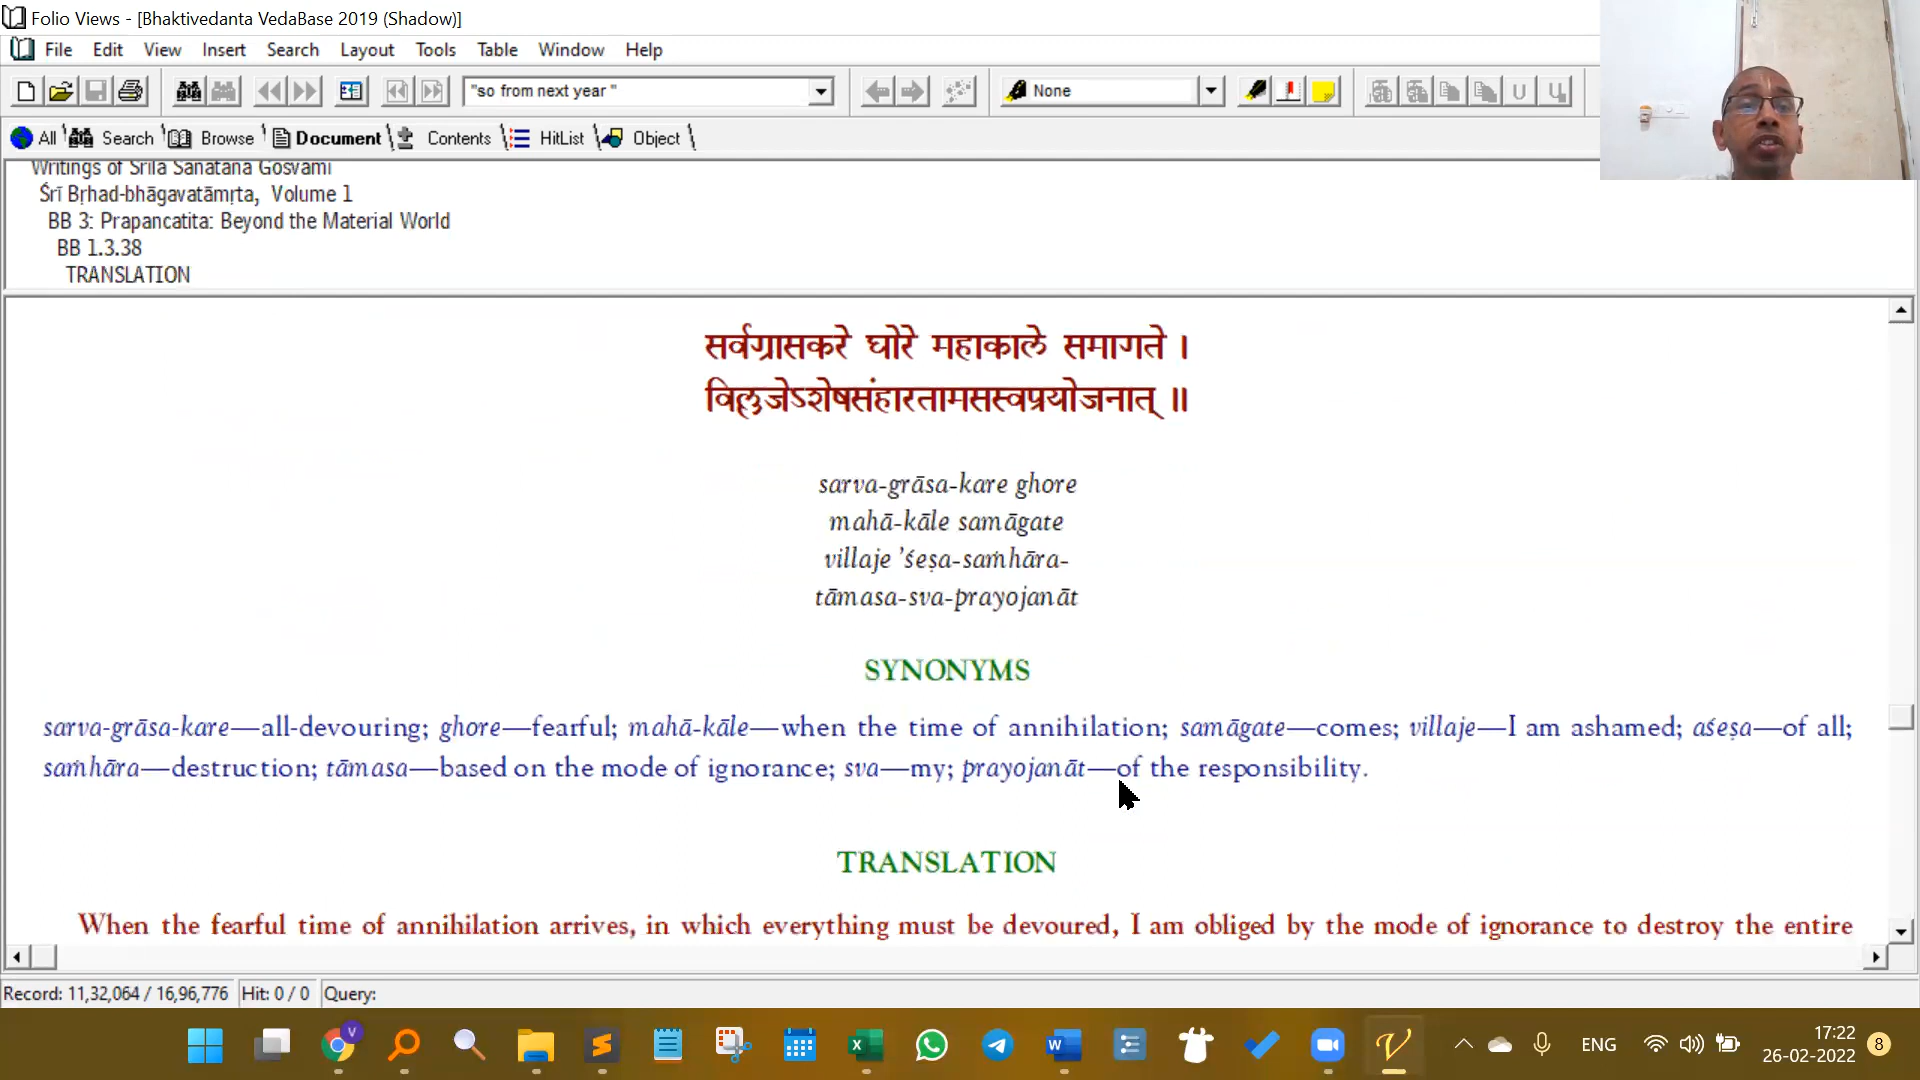 Folio Views - [Bhaktivedanta VedaBase 2019 (Shadow)]
File Edit View Insert Search Layout Tools Table Window Help
"so from next year "
None
All Search Browse Document Contents HitList Object
Writings of Srila Sanatana Gosvami
Śrī Bṛhad-bhāgavatāmṛta, Volume 1
BB 3: Prapancatita: Beyond the Material World
BB 1.3.38
TRANSLATION
सर्वग्रासकरे घोरे महाकाले समागते ।
विलज्जेऽशेषसंहारतामसस्वप्रयोजनात् ॥
sarva-grāsa-kare ghore
mahā-kāle samāgate
villaje ’śeṣa-saṁhāra-
tāmasa-sva-prayojanāt
SYNONYMS
sarva-grāsa-kare—all-devouring; ghore—fearful; mahā-kāle—when the time of annihilation; samāgate—comes; villaje—I am ashamed; aśeṣa—of all;
saṁhāra—destruction; tāmasa—based on the mode of ignorance; sva—my; prayojanāt—of the responsibility.
TRANSLATION
When the fearful time of annihilation arrives, in which everything must be devoured, I am obliged by the mode of ignorance to destroy the entire
Record: 11,32,064 / 16,96,776 Hit: 0 / 0 Query:
V
ENG
17:22
26-02-2022
8